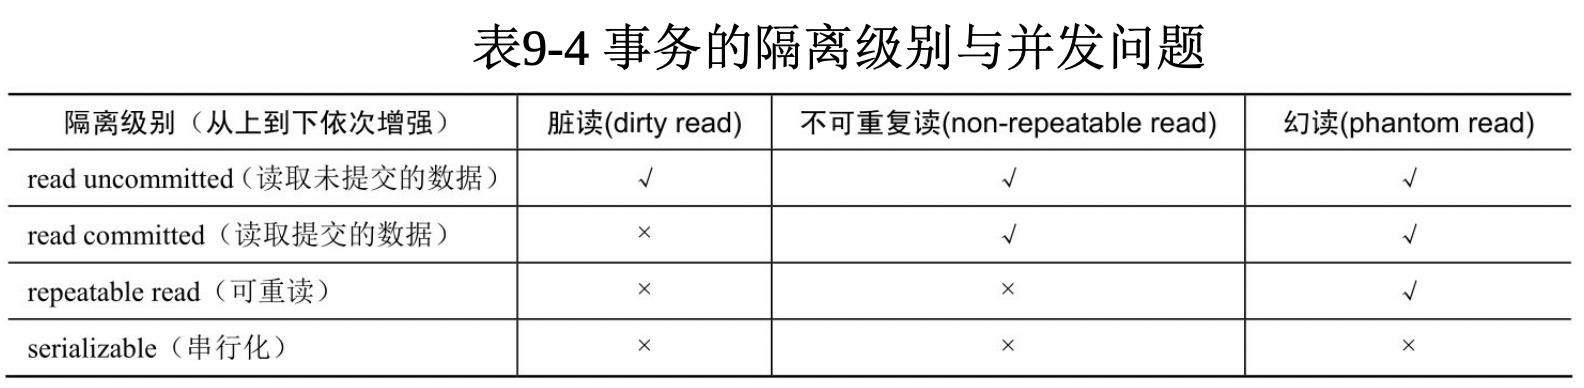 表9-4 事务的隔离级别与并发问题
隔离级别（从上到下依次增强） 脏读(dirty read) 不可重复读(non-repeatable read) 幻读(phantom read)
read uncommitted（读取未提交的数据） √ √ √
read committed（读取提交的数据） × √ √
repeatable read（可重读） × × √
serializable（串行化） × × ×